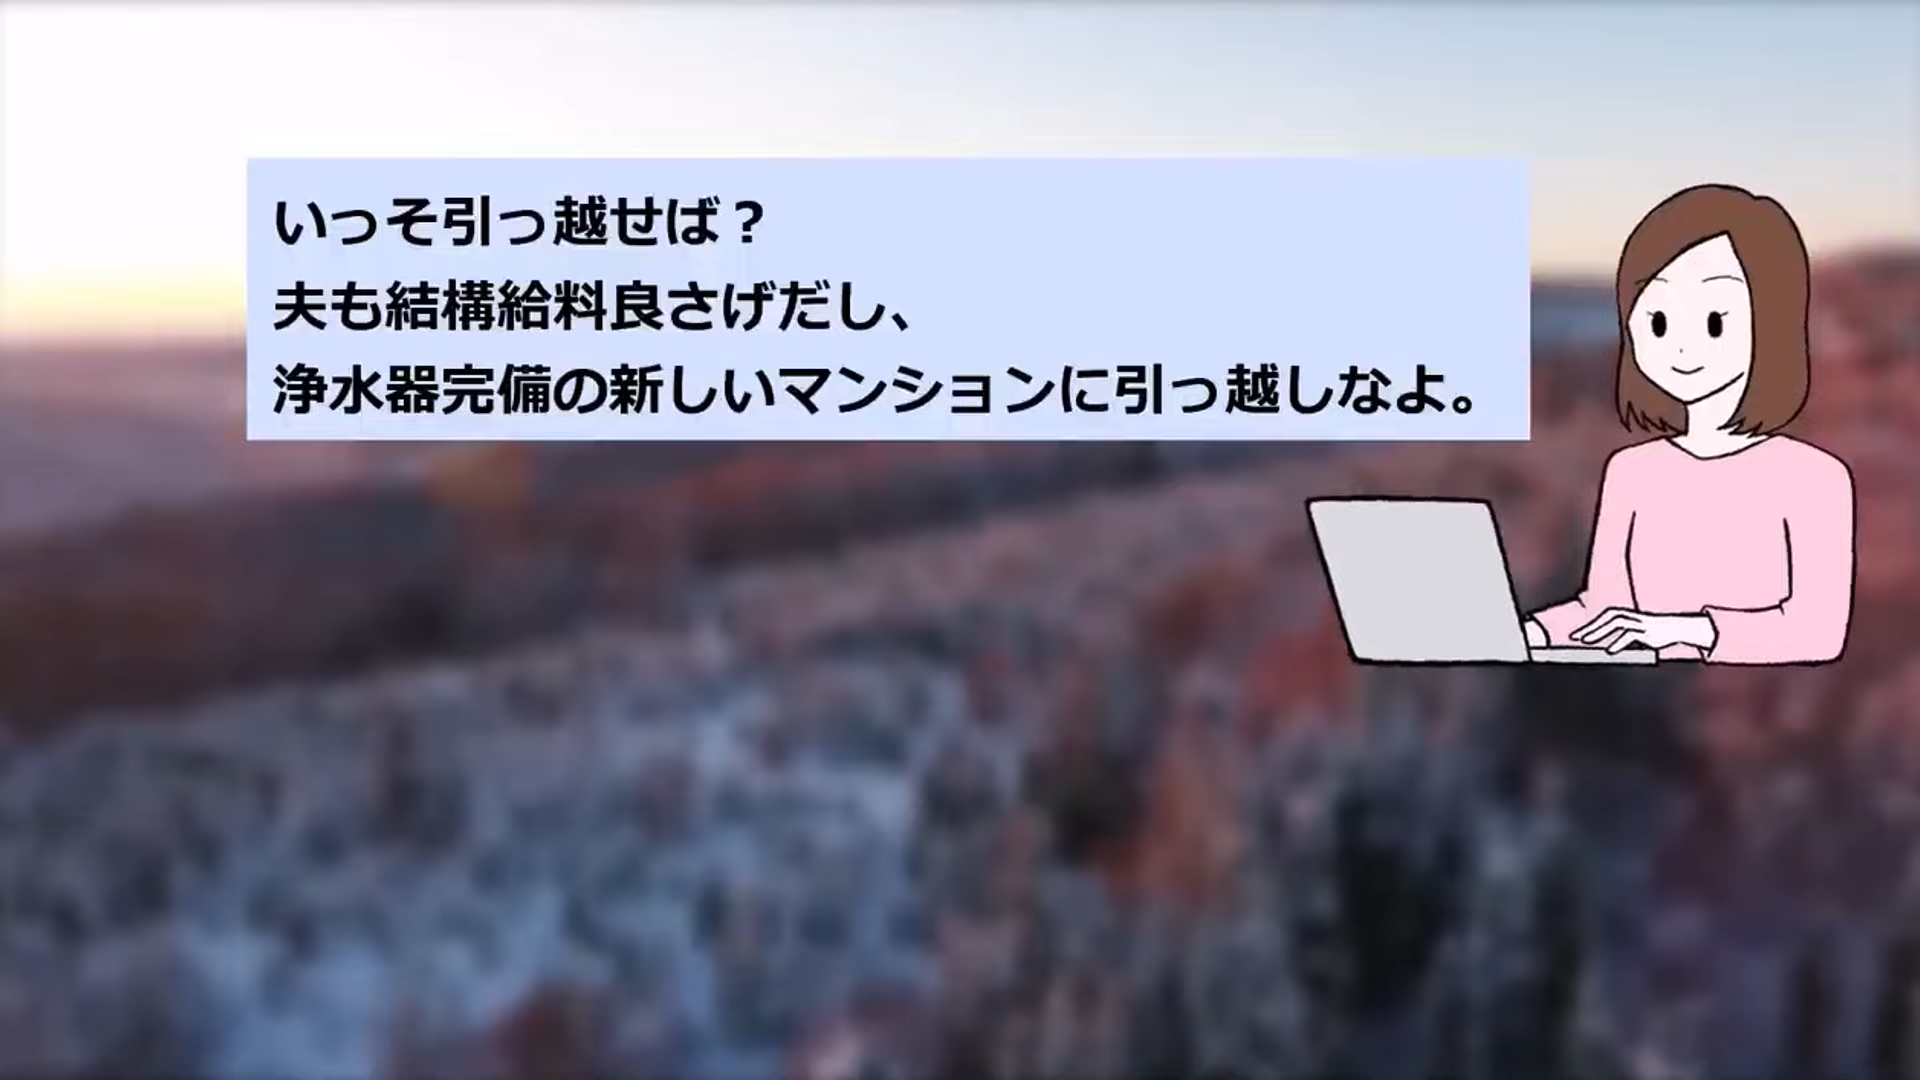 いっそ引っ越せば？
夫も結構給料良さげだし、
浄水器完備の新しいマンションに引っ越しなよ。